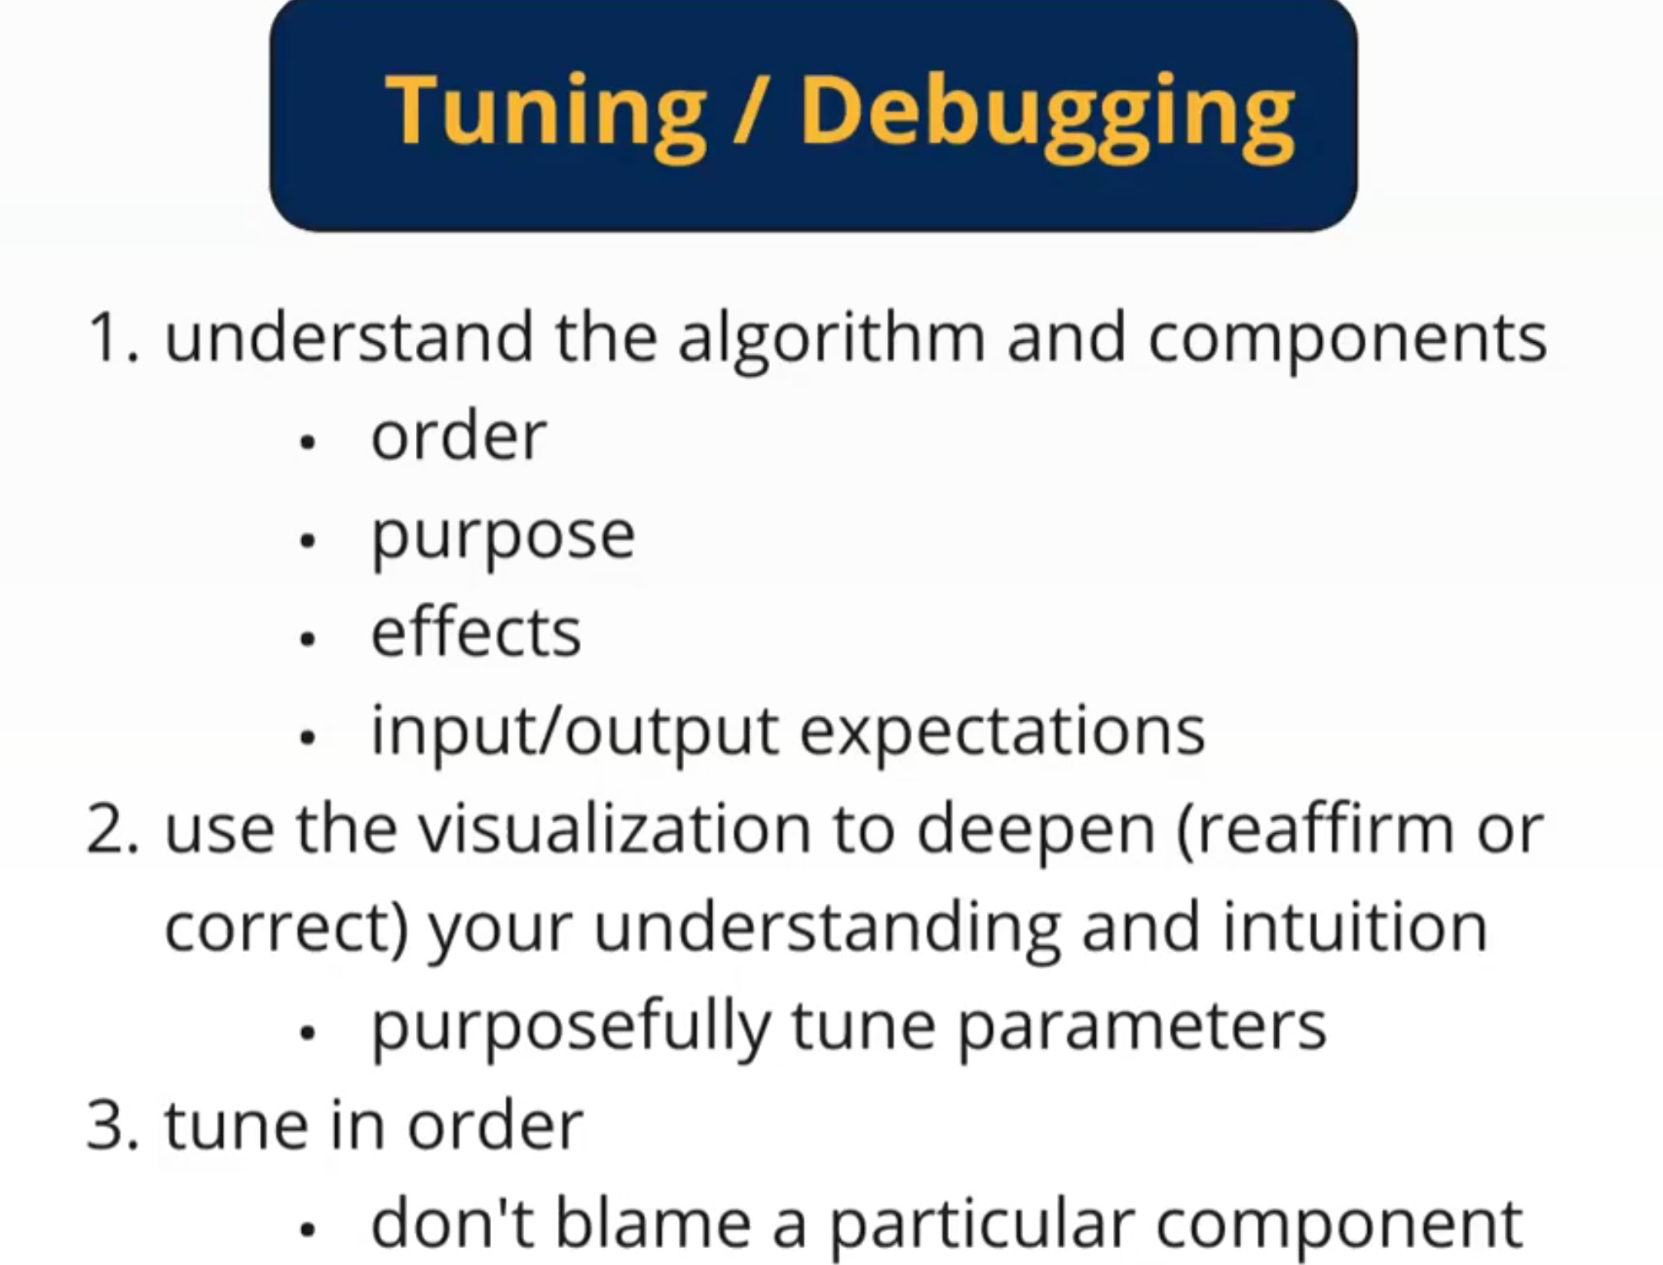 Tuning / Debugging
1. understand the algorithm and components
• order
• purpose
• effects
• input/output expectations
2. use the visualization to deepen (reaffirm or
correct) your understanding and intuition
• purposefully tune parameters
3. tune in order
• don't blame a particular component